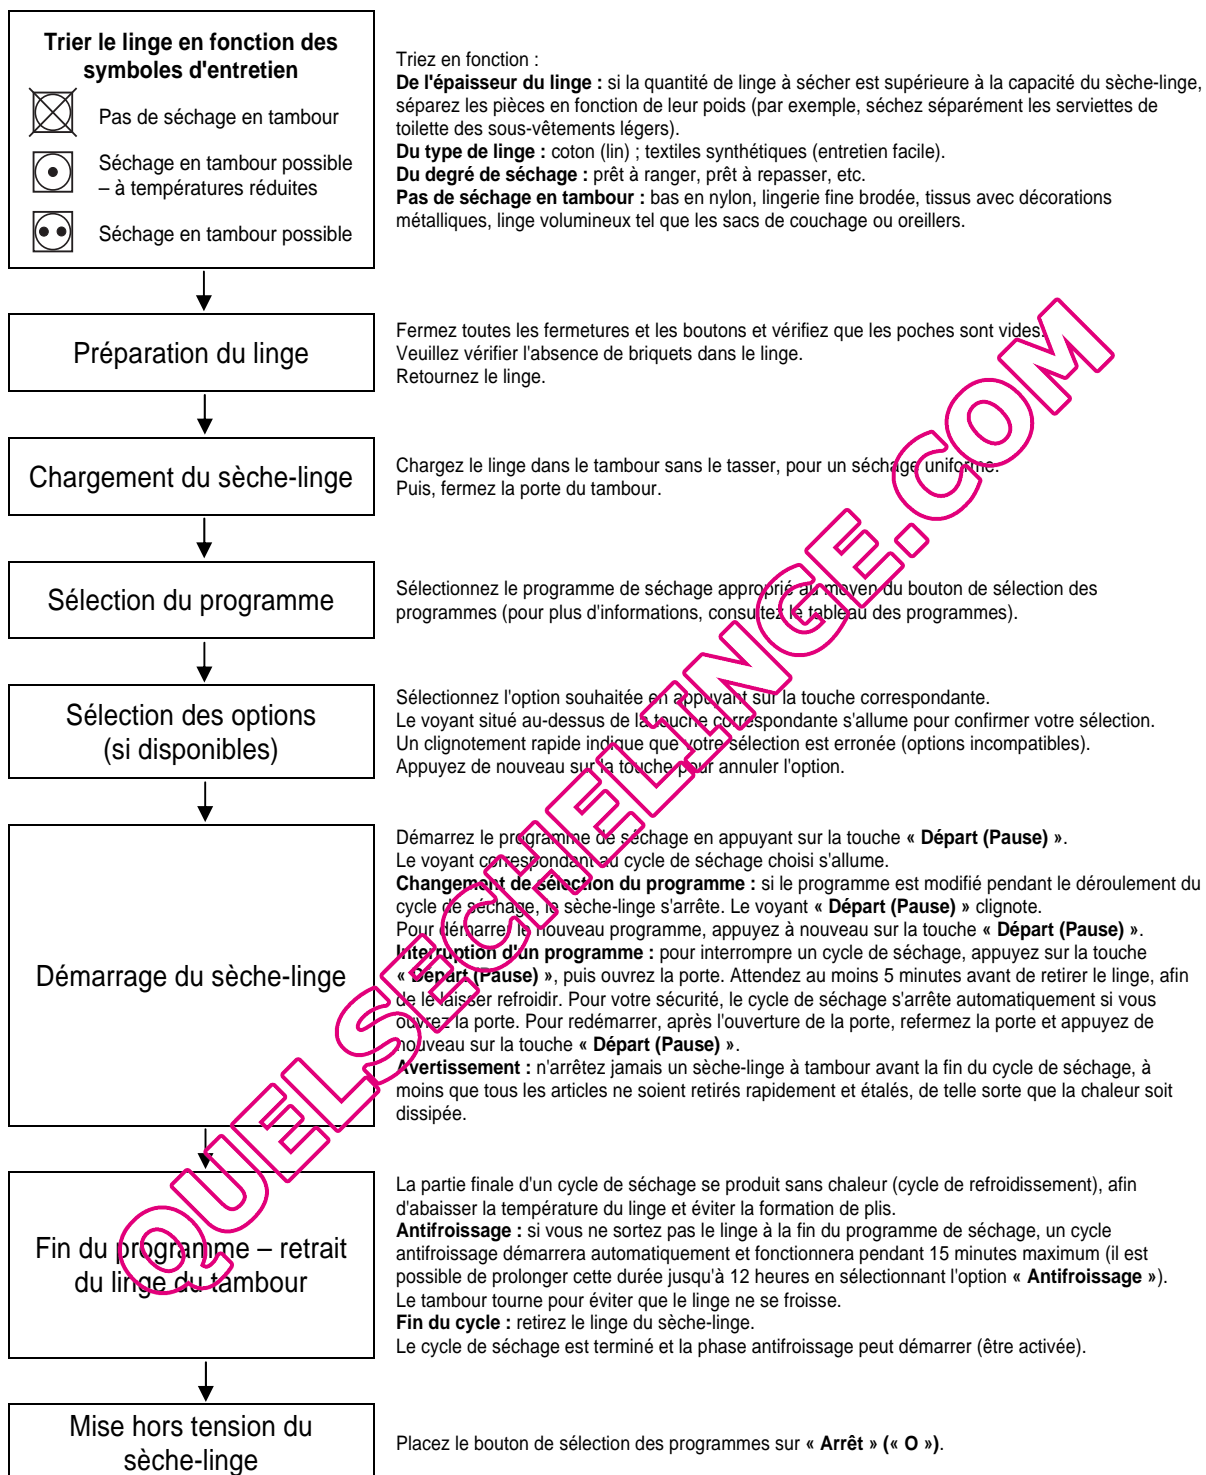 Trier le linge en fonction des
symboles d'entretien
Pas de séchage en tambour
Séchage en tambour possible
– à températures réduites
Séchage en tambour possible
Triez en fonction :
De l'épaisseur du linge : si la quantité de linge à sécher est supérieure à la capacité du sèche-linge,
séparez les pièces en fonction de leur poids (par exemple, séchez séparément les serviettes de
toilette des sous-vêtements légers).
Du type de linge : coton (lin) ; textiles synthétiques (entretien facile).
Du degré de séchage : prêt à ranger, prêt à repasser, etc.
Pas de séchage en tambour : bas en nylon, lingerie fine brodée, tissus avec décorations
métalliques, linge volumineux tel que les sacs de couchage ou oreillers.
Préparation du linge
Fermez toutes les fermetures et les boutons et vérifiez que les poches sont vides.
Veuillez vérifier l'absence de briquets dans le linge.
Retournez le linge.
Chargement du sèche-linge
Chargez le linge dans le tambour sans le tasser, pour un séchage uniforme.
Puis, fermez la porte du tambour.
Sélection du programme
Sélectionnez le programme de séchage approprié au moyen du bouton de sélection des
programmes (pour plus d'informations, consultez le tableau des programmes).
Sélection des options
(si disponibles)
Sélectionnez l'option souhaitée en appuyant sur la touche correspondante.
Le voyant situé au-dessus de la touche correspondante s'allume pour confirmer votre sélection.
Un clignotement rapide indique que votre sélection est erronée (options incompatibles).
Appuyez de nouveau sur la touche pour annuler l'option.
Démarrage du sèche-linge
Démarrez le programme de séchage en appuyant sur la touche « Départ (Pause) ».
Le voyant correspondant au cycle de séchage choisi s'allume.
Changement de sélection du programme : si le programme est modifié pendant le déroulement du
cycle de séchage, le sèche-linge s'arrête. Le voyant « Départ (Pause) » clignote.
Pour démarrer le nouveau programme, appuyez à nouveau sur la touche « Départ (Pause) ».
Interruption d'un programme : pour interrompre un cycle de séchage, appuyez sur la touche
« Départ (Pause) », puis ouvrez la porte. Attendez au moins 5 minutes avant de retirer le linge, afin
de le laisser refroidir. Pour votre sécurité, le cycle de séchage s'arrête automatiquement si vous
ouvrez la porte. Pour redémarrer, après l'ouverture de la porte, refermez la porte et appuyez de
nouveau sur la touche « Départ (Pause) ».
Avertissement : n'arrêtez jamais un sèche-linge à tambour avant la fin du cycle de séchage, à
moins que tous les articles ne soient retirés rapidement et étalés, de telle sorte que la chaleur soit
dissipée.
Fin du programme – retrait
du linge du tambour
La partie finale d'un cycle de séchage se produit sans chaleur (cycle de refroidissement), afin
d'abaisser la température du linge et éviter la formation de plis.
Antifroissage : si vous ne sortez pas le linge à la fin du programme de séchage, un cycle
antifroissage démarrera automatiquement et fonctionnera pendant 15 minutes maximum (il est
possible de prolonger cette durée jusqu'à 12 heures en sélectionnant l'option « Antifroissage »).
Le tambour tourne pour éviter que le linge ne se froisse.
Fin du cycle : retirez le linge du sèche-linge.
Le cycle de séchage est terminé et la phase antifroissage peut démarrer (être activée).
Mise hors tension du
sèche-linge
Placez le bouton de sélection des programmes sur « Arrêt » (« O »).
QUELSECHELINGE.COM